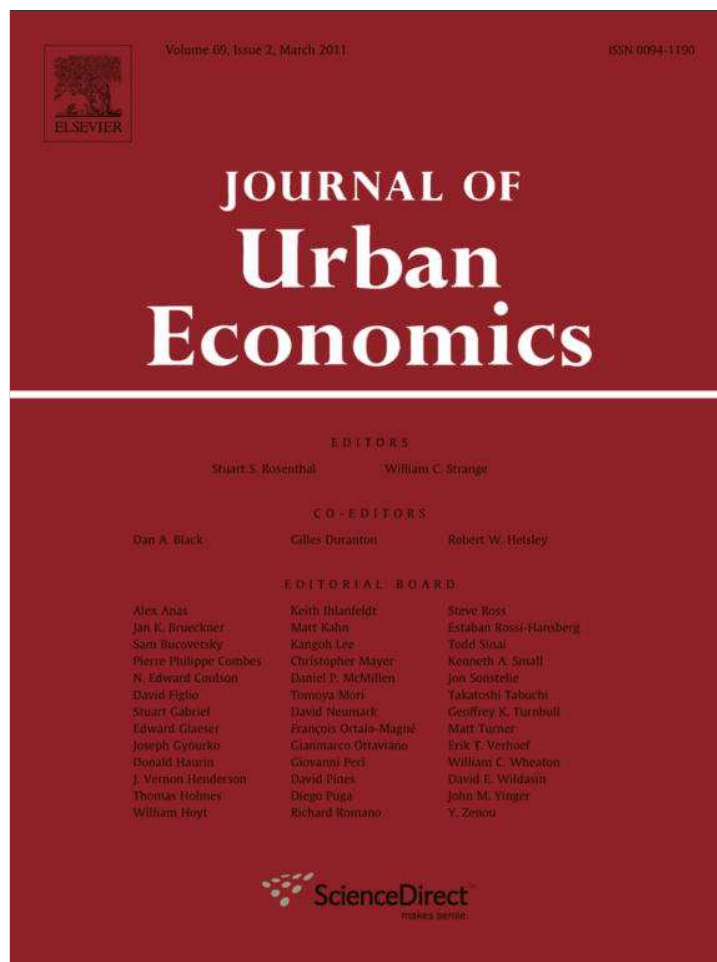 Volume 69, Issue 2, March 2011
ISSN 0094-1190
ELSEVIER
JOURNAL OF
Urban
Economics
EDITORS
Stuart S. Rosenthal William C. Strange
CO-EDITORS
Dan A. Black Gilles Duranton Robert W. Helsley
EDITORIAL BOARD
Alex Anas Keith Ihlanfeldt Steve Ross
Jan K. Brueckner Matt Kahn Estaban Rossi-Hansberg
Sam Bucovetsky Kangoh Lee Todd Sinai
Pierre Philippe Combes Christopher Mayer Kenneth A. Small
N. Edward Coulson Daniel P. McMillen Jon Sonstelie
David Figlio Tomoya Mori Takatoshi Tabuchi
Stuart Gabriel David Neumark Geoffrey K. Turnbull
Edward Glaeser François Ortalo-Magné Matt Turner
Joseph Gyourko Gianmarco Ottaviano Erik T. Verhoef
Donald Haurin Giovanni Peri William C. Wheaton
J. Vernon Henderson David Pines David E. Wildasin
Thomas Holmes Diego Puga John M. Yinger
William Hoyt Richard Romano Y. Zenou
ScienceDirect
makes sense.